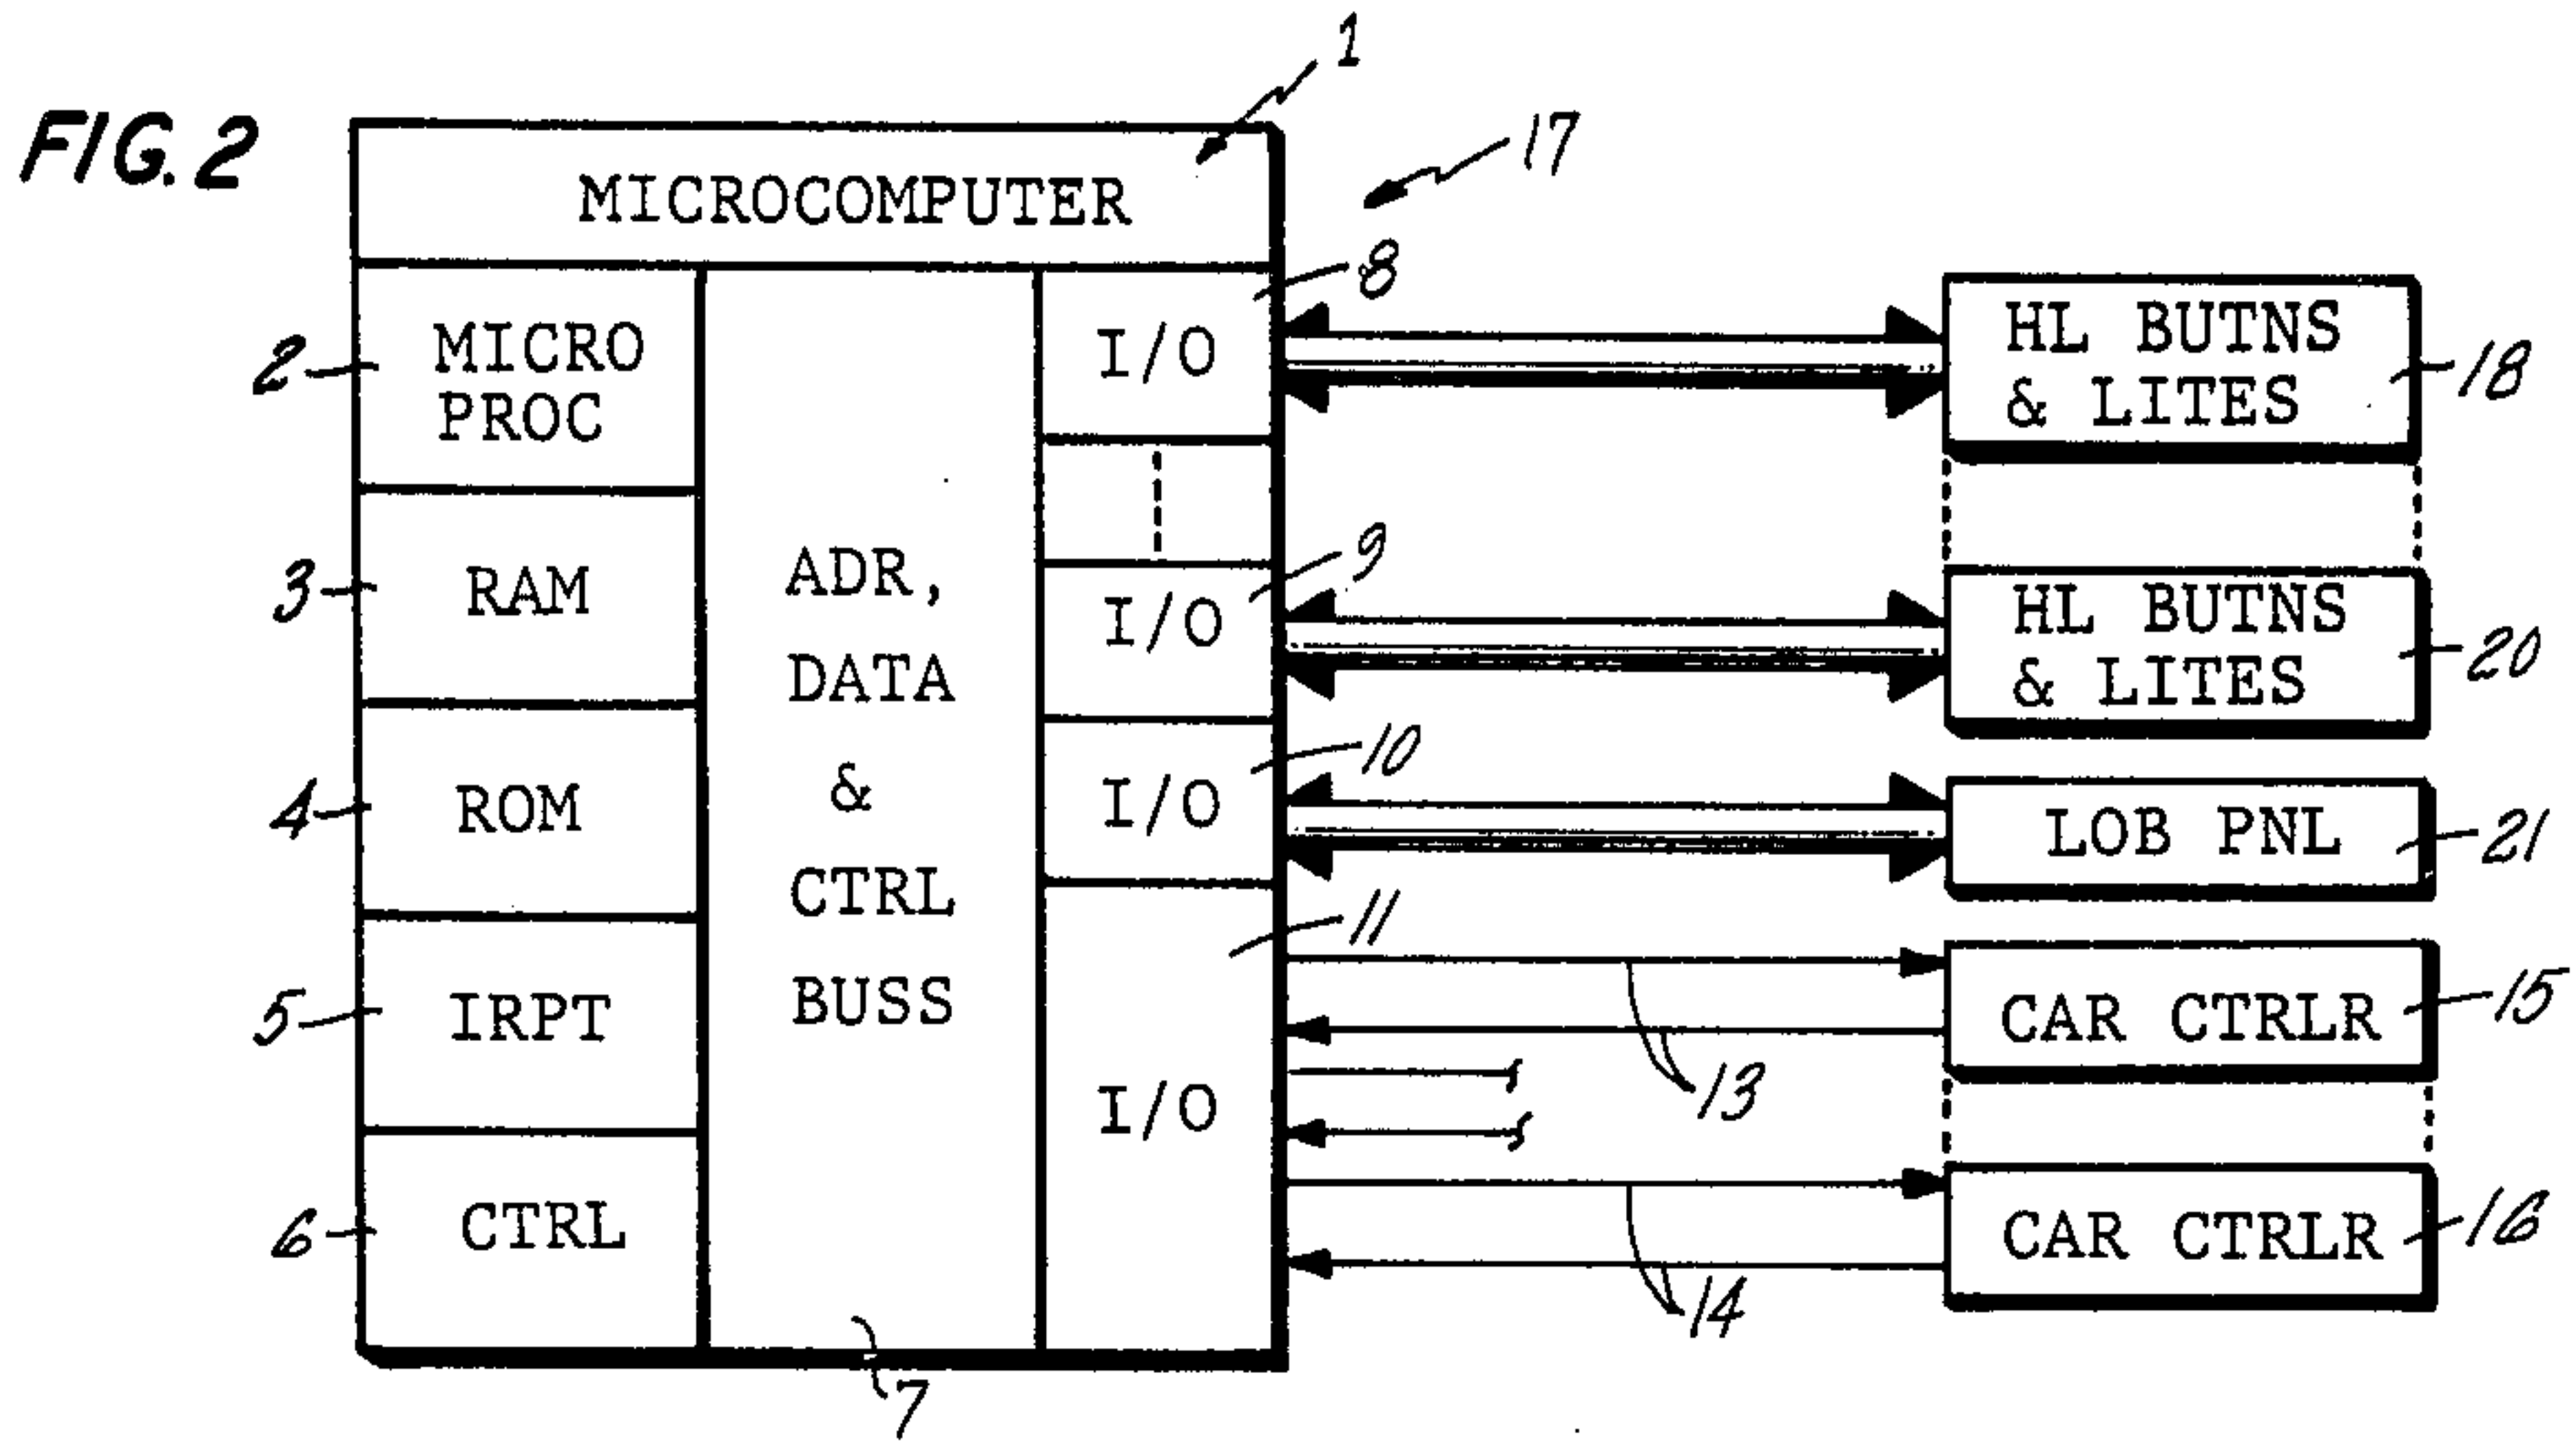 FIG. 2
1
17
MICROCOMPUTER
2
MICRO
PROC
3
RAM
4
ROM
5
IRPT
6
CTRL
ADR,
DATA
&
CTRL
BUSS
7
8
I/O
9
I/O
10
I/O
11
I/O
HL BUTNS
& LITES
18
HL BUTNS
& LITES
20
LOB PNL
21
13
CAR CTRLR
15
14
CAR CTRLR
16